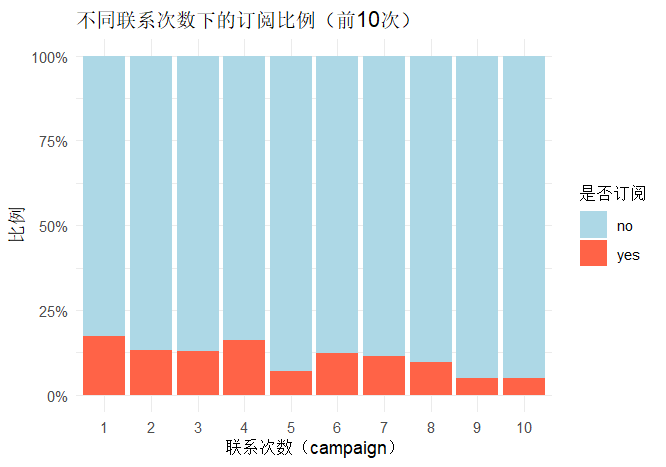 不同联系次数下的订阅比例（前10次）
100%
75%
50%
25%
0%
比例
1 2 3 4 5 6 7 8 9 10
联系次数（campaign）
是否订阅
no
yes